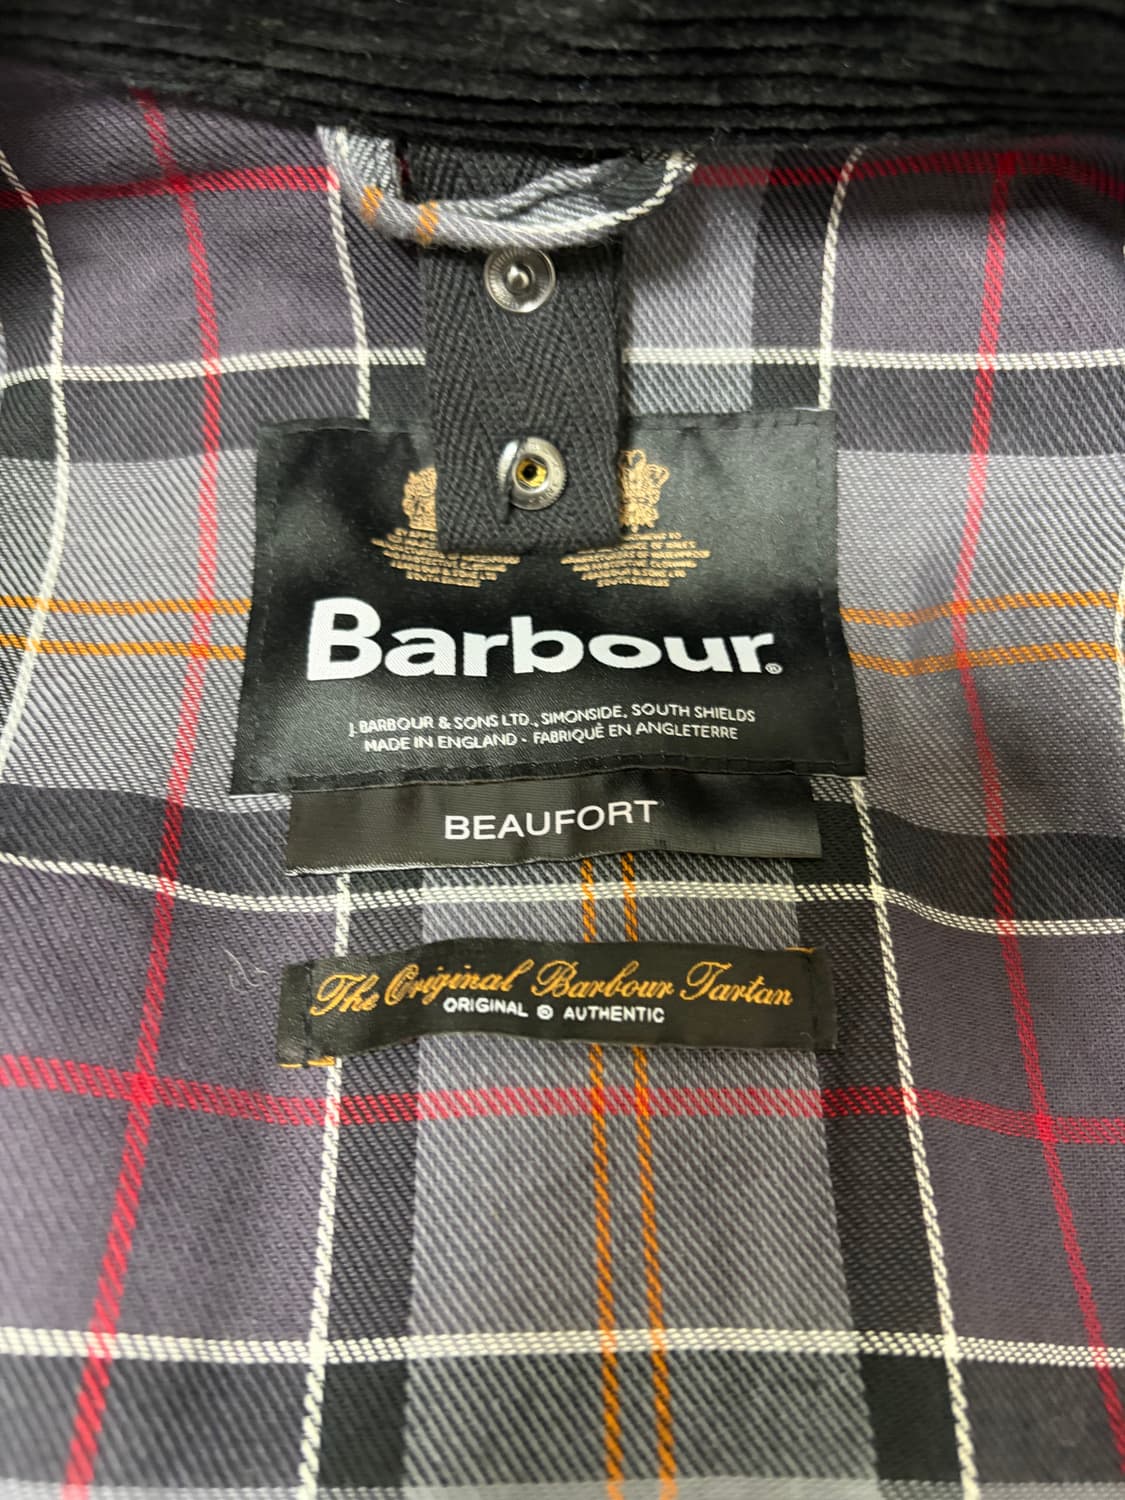 Barbour®
J. BARBOUR & SONS LTD., SIMONSIDE, SOUTH SHIELDS
MADE IN ENGLAND - FABRIQUÉ EN ANGLETERRE
BEAUFORT
The Original Barbour Tartan
ORIGINAL ® AUTHENTIC